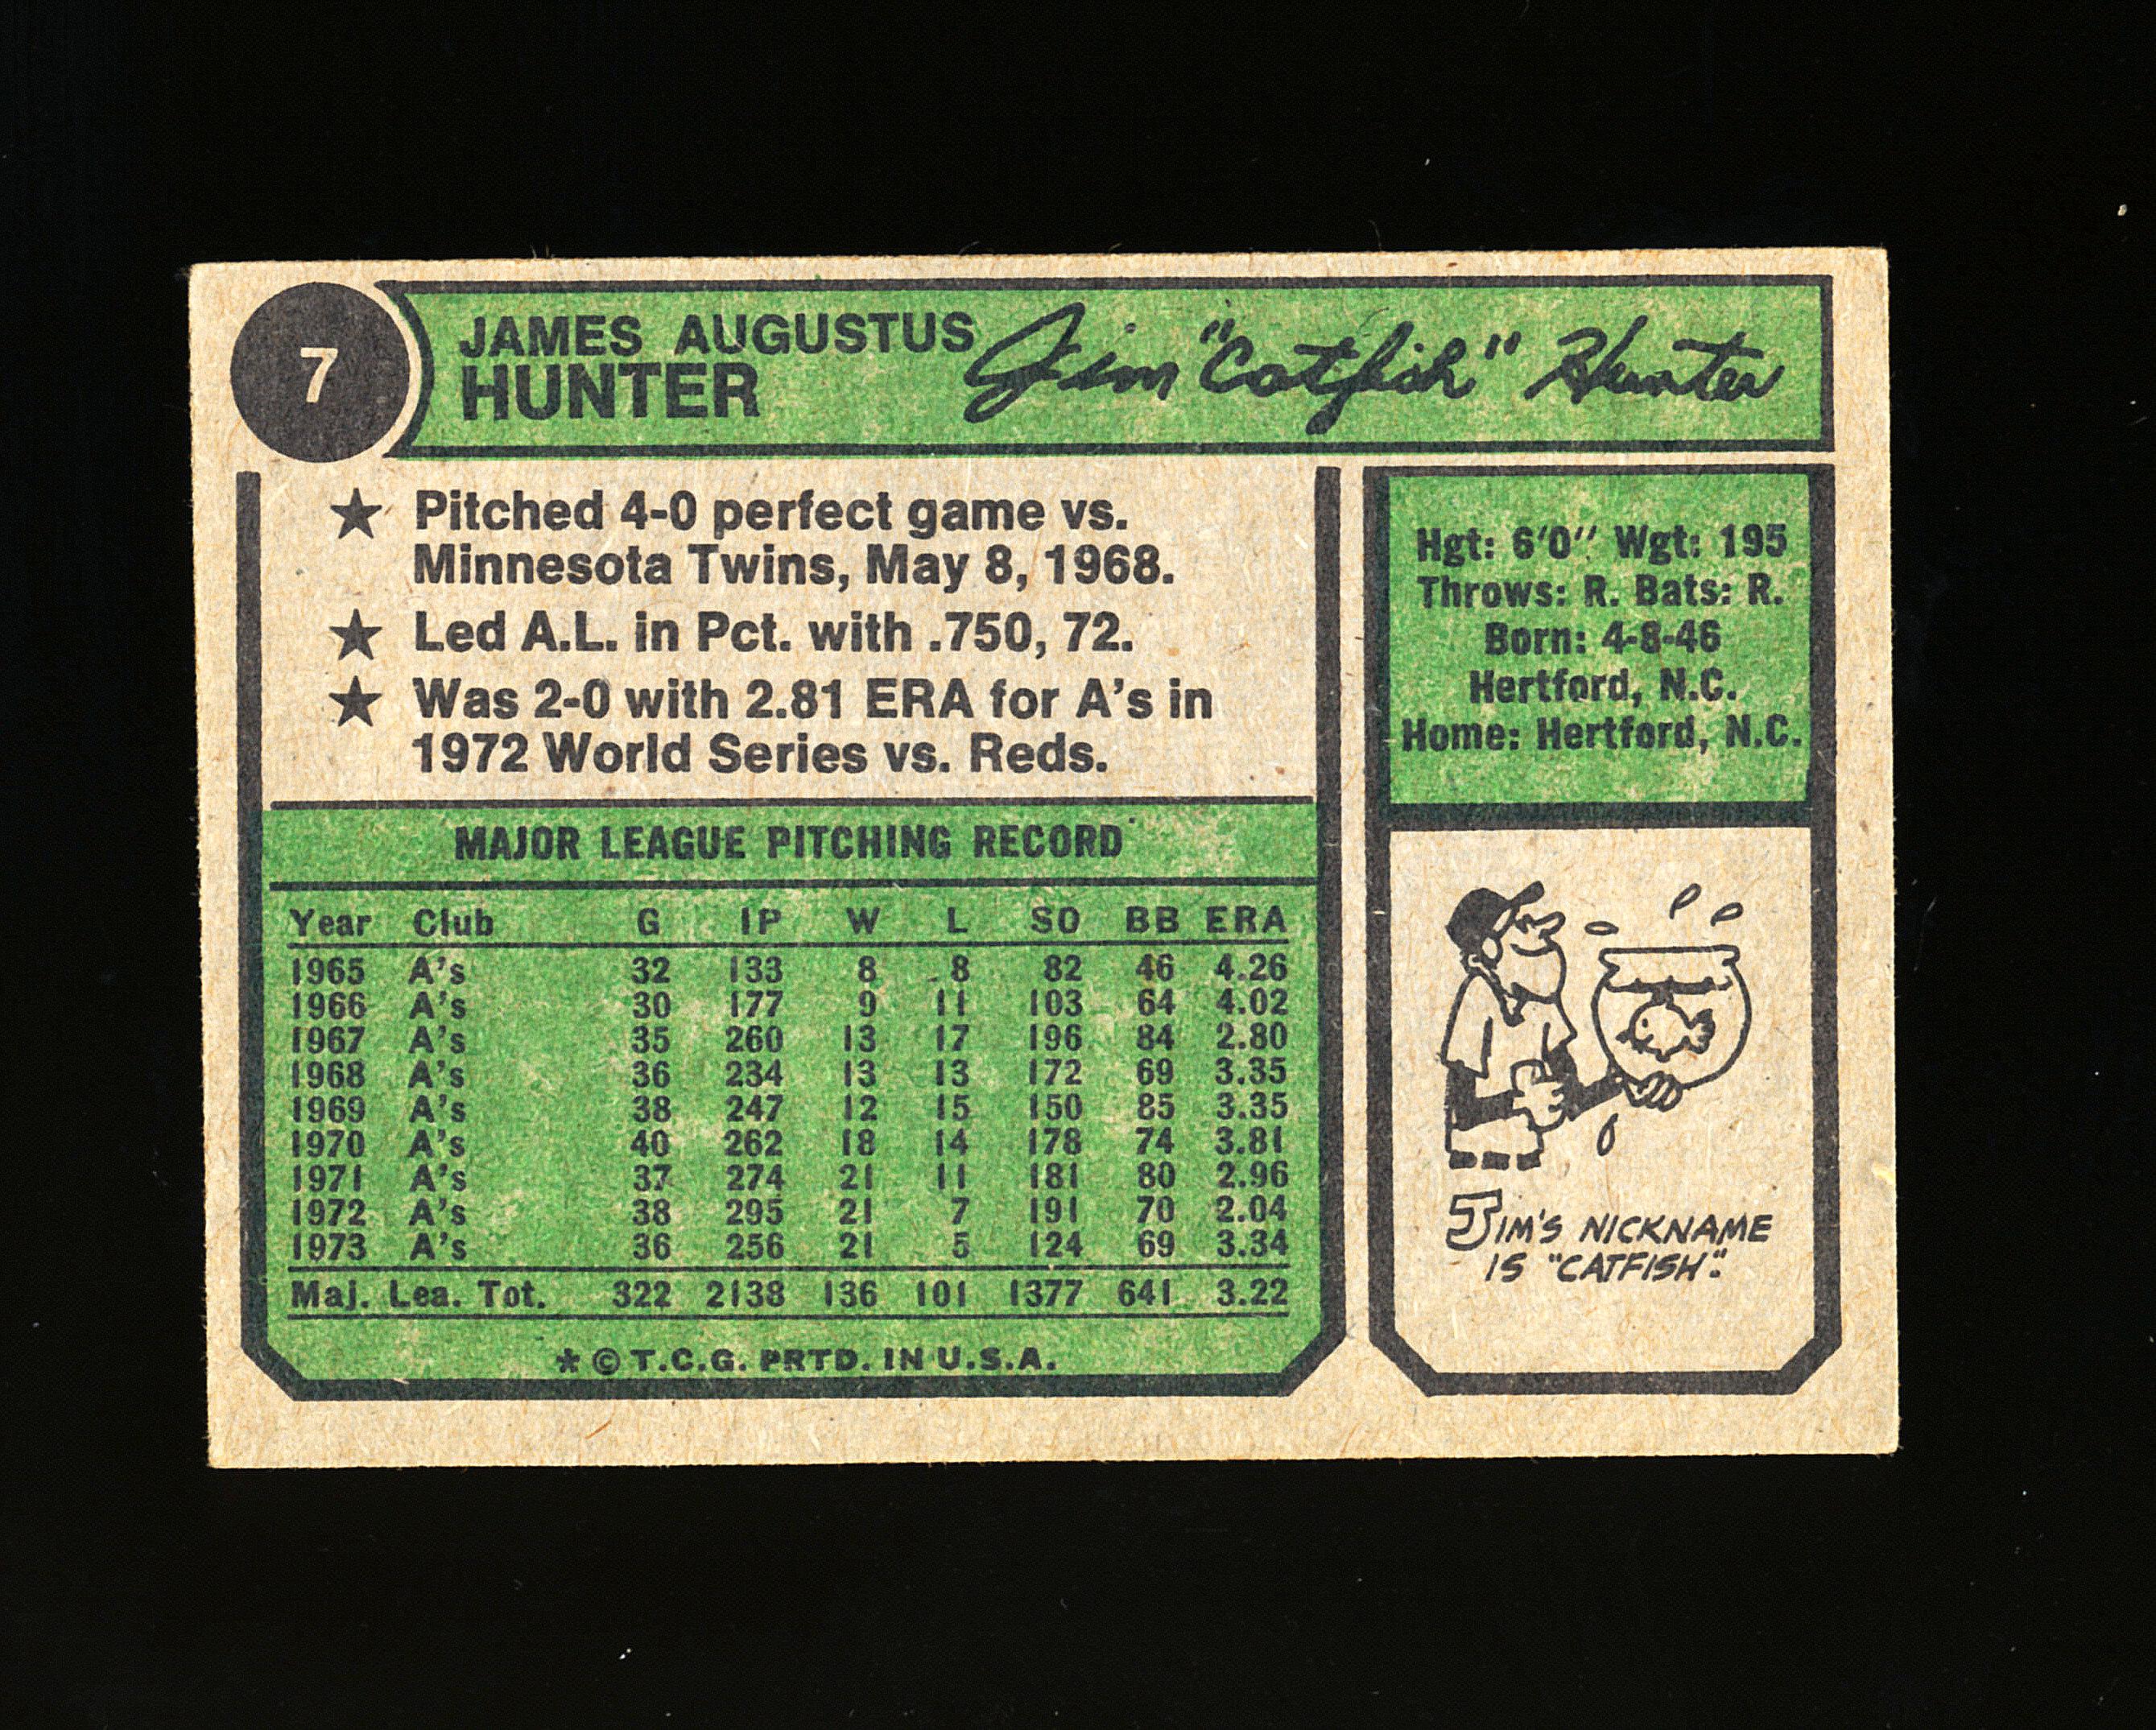 7
JAMES AUGUSTUS
HUNTER
Jim "Catfish" Hunter
★ Pitched 4-0 perfect game vs.
Minnesota Twins, May 8, 1968.
★ Led A.L. in Pct. with .750, 72.
★ Was 2-0 with 2.81 ERA for A's in
1972 World Series vs. Reds.
MAJOR LEAGUE PITCHING RECORD
Year Club G IP W L SO BB ERA
1965 A's 32 133 8 8 82 46 4.26
1966 A's 30 177 9 11 103 64 4.02
1967 A's 35 260 13 17 196 84 2.80
1968 A's 36 234 13 13 172 69 3.35
1969 A's 38 247 12 15 150 85 3.35
1970 A's 40 262 18 14 178 74 3.81
1971 A's 37 274 21 11 181 80 2.96
1972 A's 38 295 21 7 191 70 2.04
1973 A's 36 256 21 5 124 69 3.34
Maj. Lea. Tot. 322 2138 136 101 1377 641 3.22
* © T.C.G. PRTD. IN U.S.A.
Hgt: 6'0" Wgt: 195
Throws: R. Bats: R.
Born: 4-8-46
Hertford, N.C.
Home: Hertford, N.C.
JIM'S NICKNAME
IS "CATFISH".